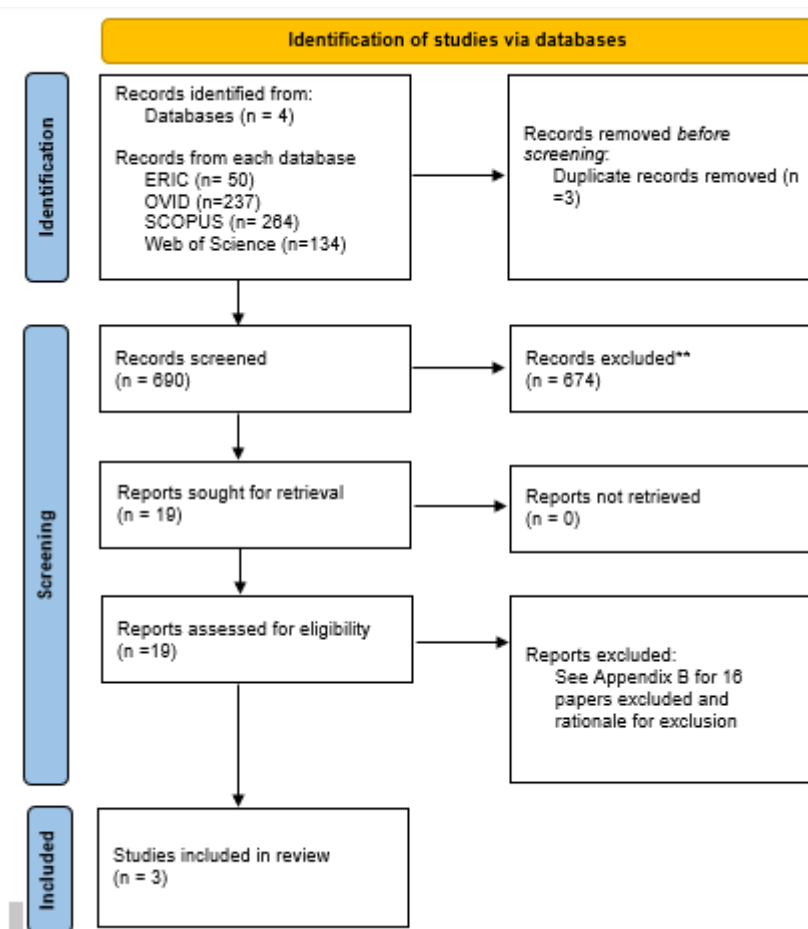 Identification of studies via databases
Identification
Records identified from:
Databases (n = 4)
Records from each database
ERIC (n= 50)
OVID (n=237)
SCOPUS (n= 264)
Web of Science (n=134)
Records removed before
screening:
Duplicate records removed (n
=3)
Screening
Records screened
(n = 690)
Records excluded**
(n = 674)
Reports sought for retrieval
(n = 19)
Reports not retrieved
(n = 0)
Reports assessed for eligibility
(n =19)
Reports excluded:
See Appendix B for 16
papers excluded and
rationale for exclusion
Included
Studies included in review
(n = 3)